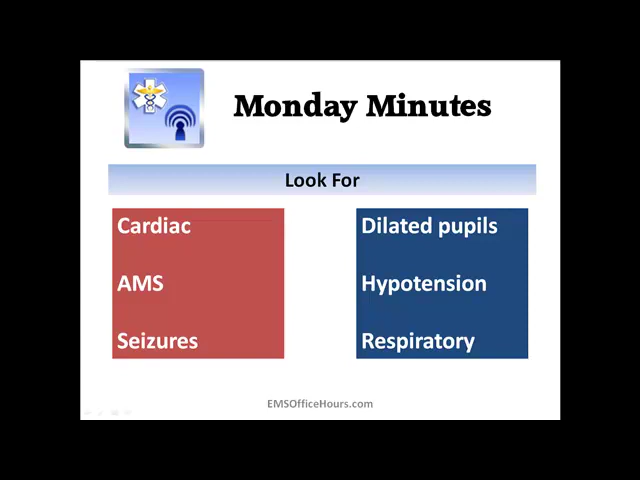 Monday Minutes
Look For
Cardiac
AMS
Seizures
Dilated pupils
Hypotension
Respiratory
EMSOfficeHours.com